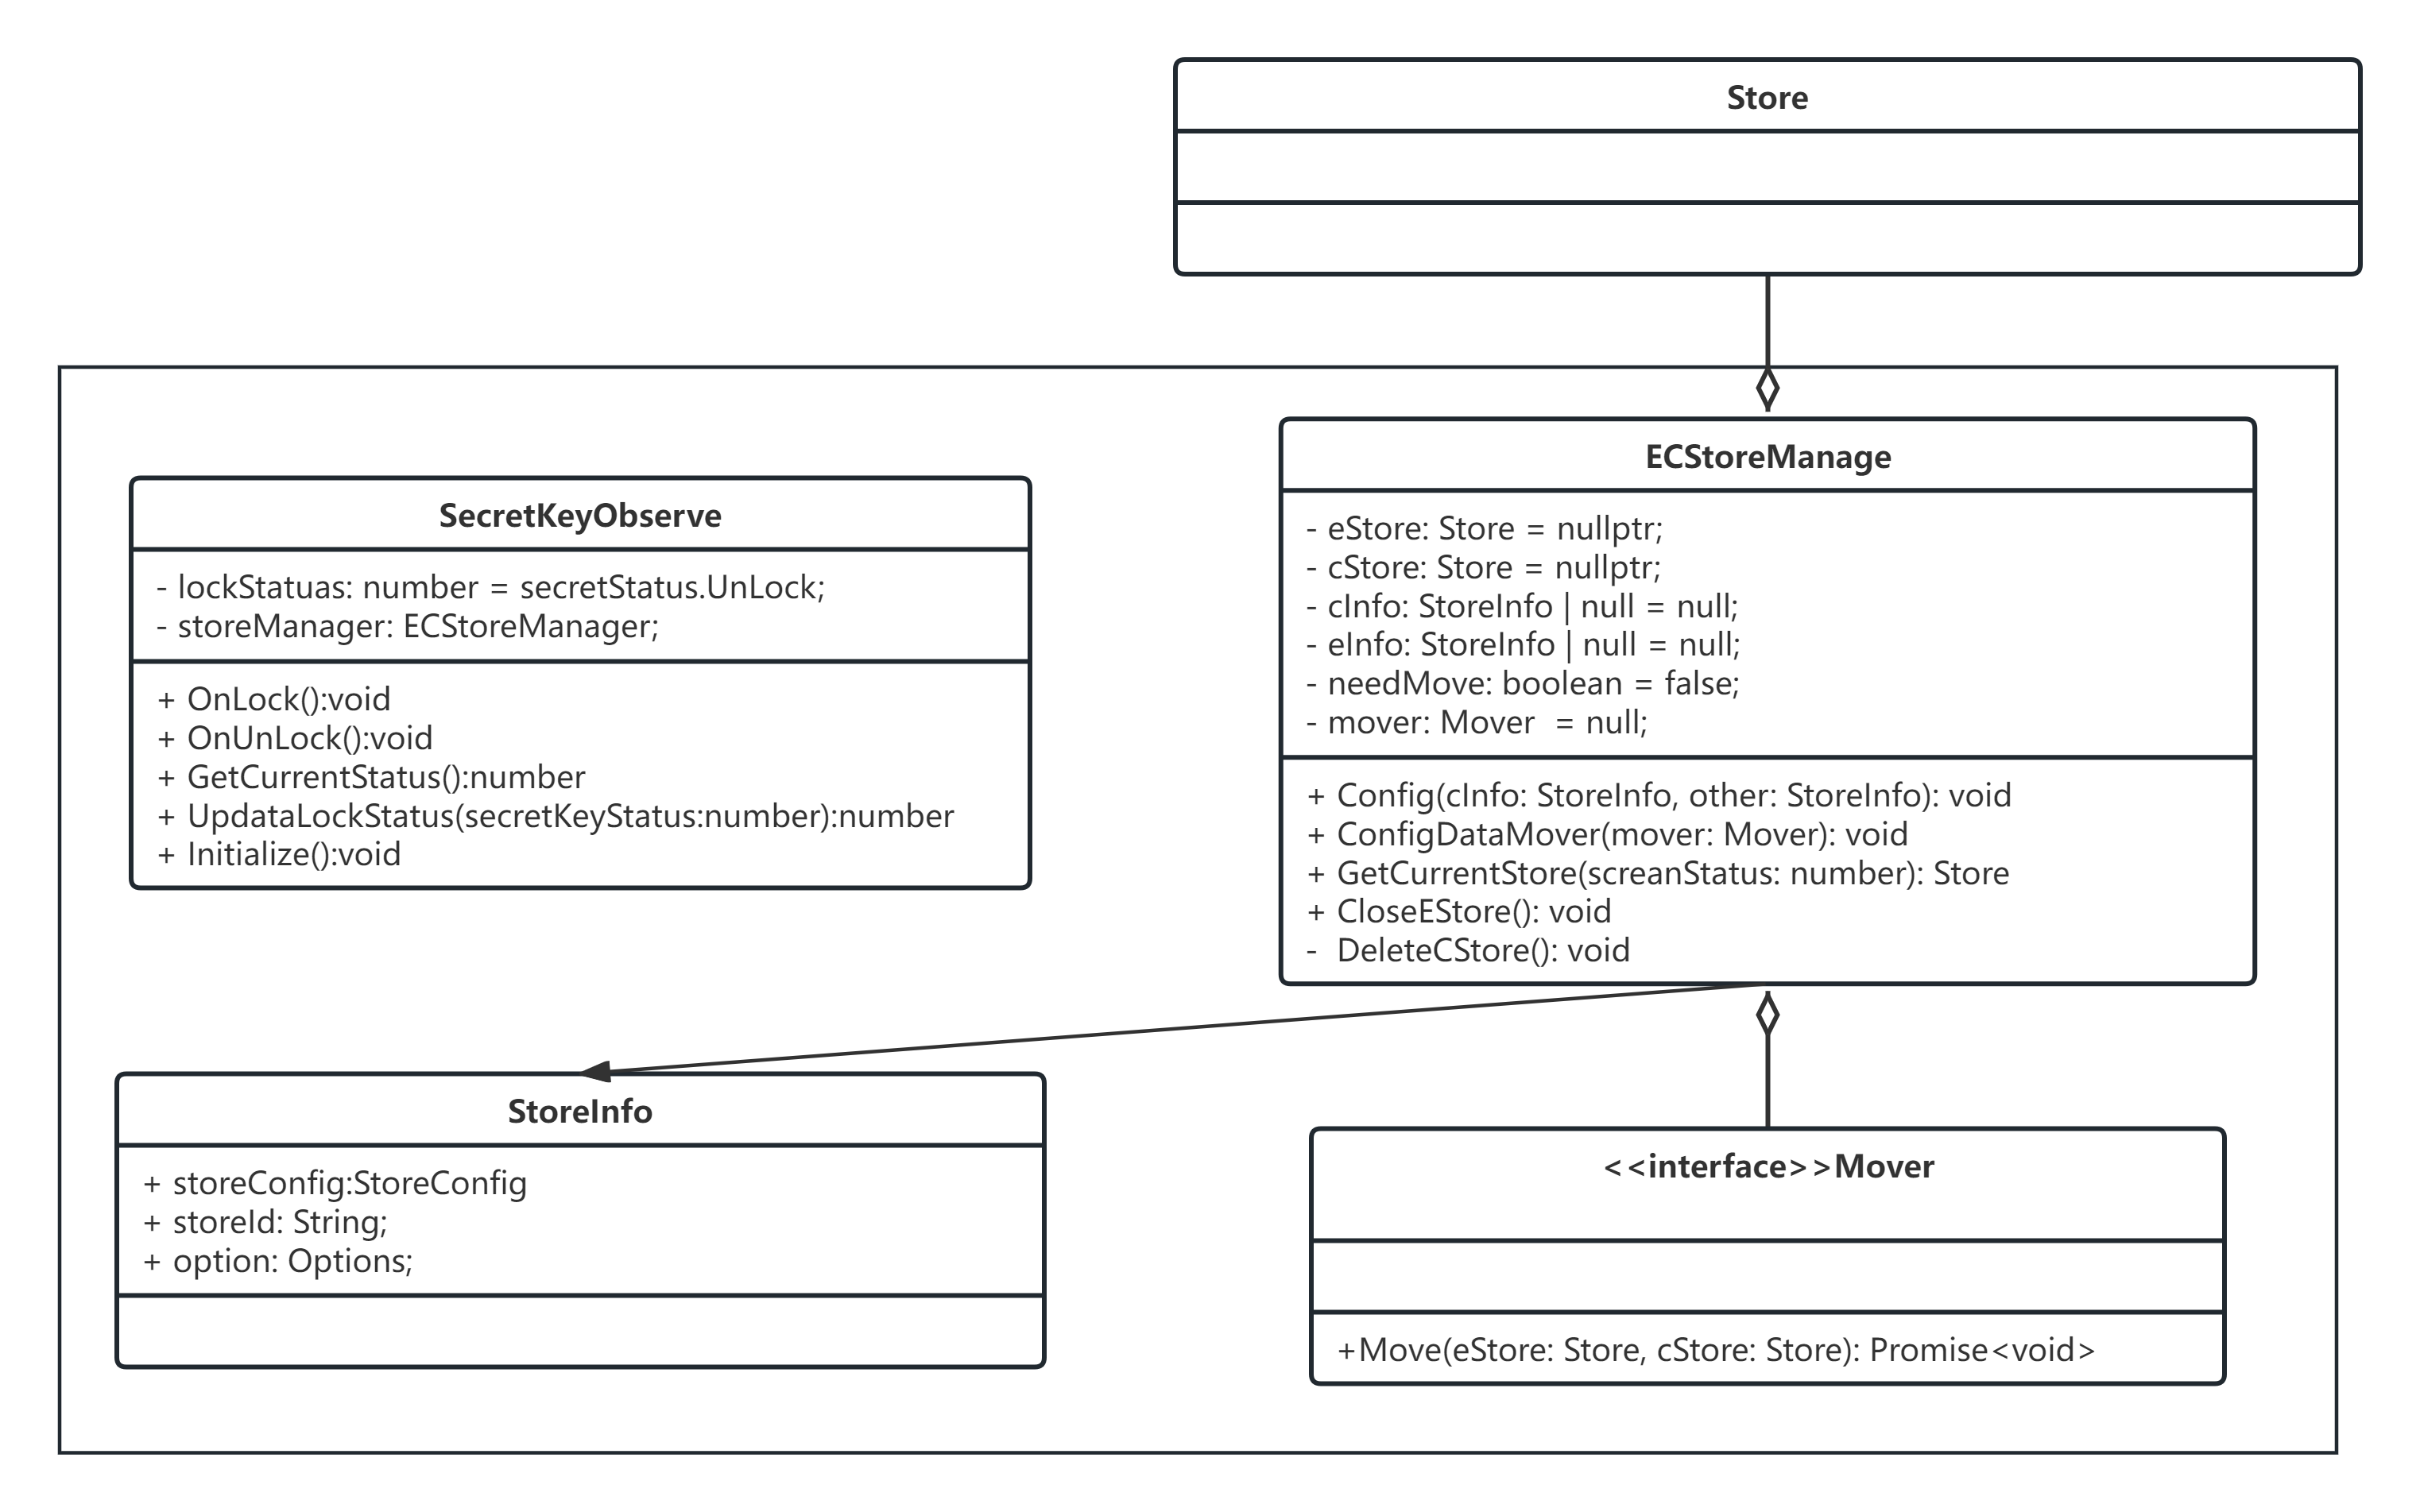 Store
SecretKeyObserve
- lockStatuas: number = secretStatus.UnLock;
- storeManager: ECStoreManager;
+ OnLock():void
+ OnUnLock():void
+ GetCurrentStatus():number
+ UpdataLockStatus(secretKeyStatus:number):number
+ Initialize():void
ECStoreManage
- eStore: Store = nullptr;
- cStore: Store = nullptr;
- cInfo: StoreInfo | null = null;
- eInfo: StoreInfo | null = null;
- needMove: boolean = false;
- mover: Mover  = null;
+ Config(cInfo: StoreInfo, other: StoreInfo): void
+ ConfigDataMover(mover: Mover): void
+ GetCurrentStore(screanStatus: number): Store
+ CloseEStore(): void
-  DeleteCStore(): void
StoreInfo
+ storeConfig:StoreConfig
+ storeId: String;
+ option: Options;
<<interface>>Mover
+Move(eStore: Store, cStore: Store): Promise<void>